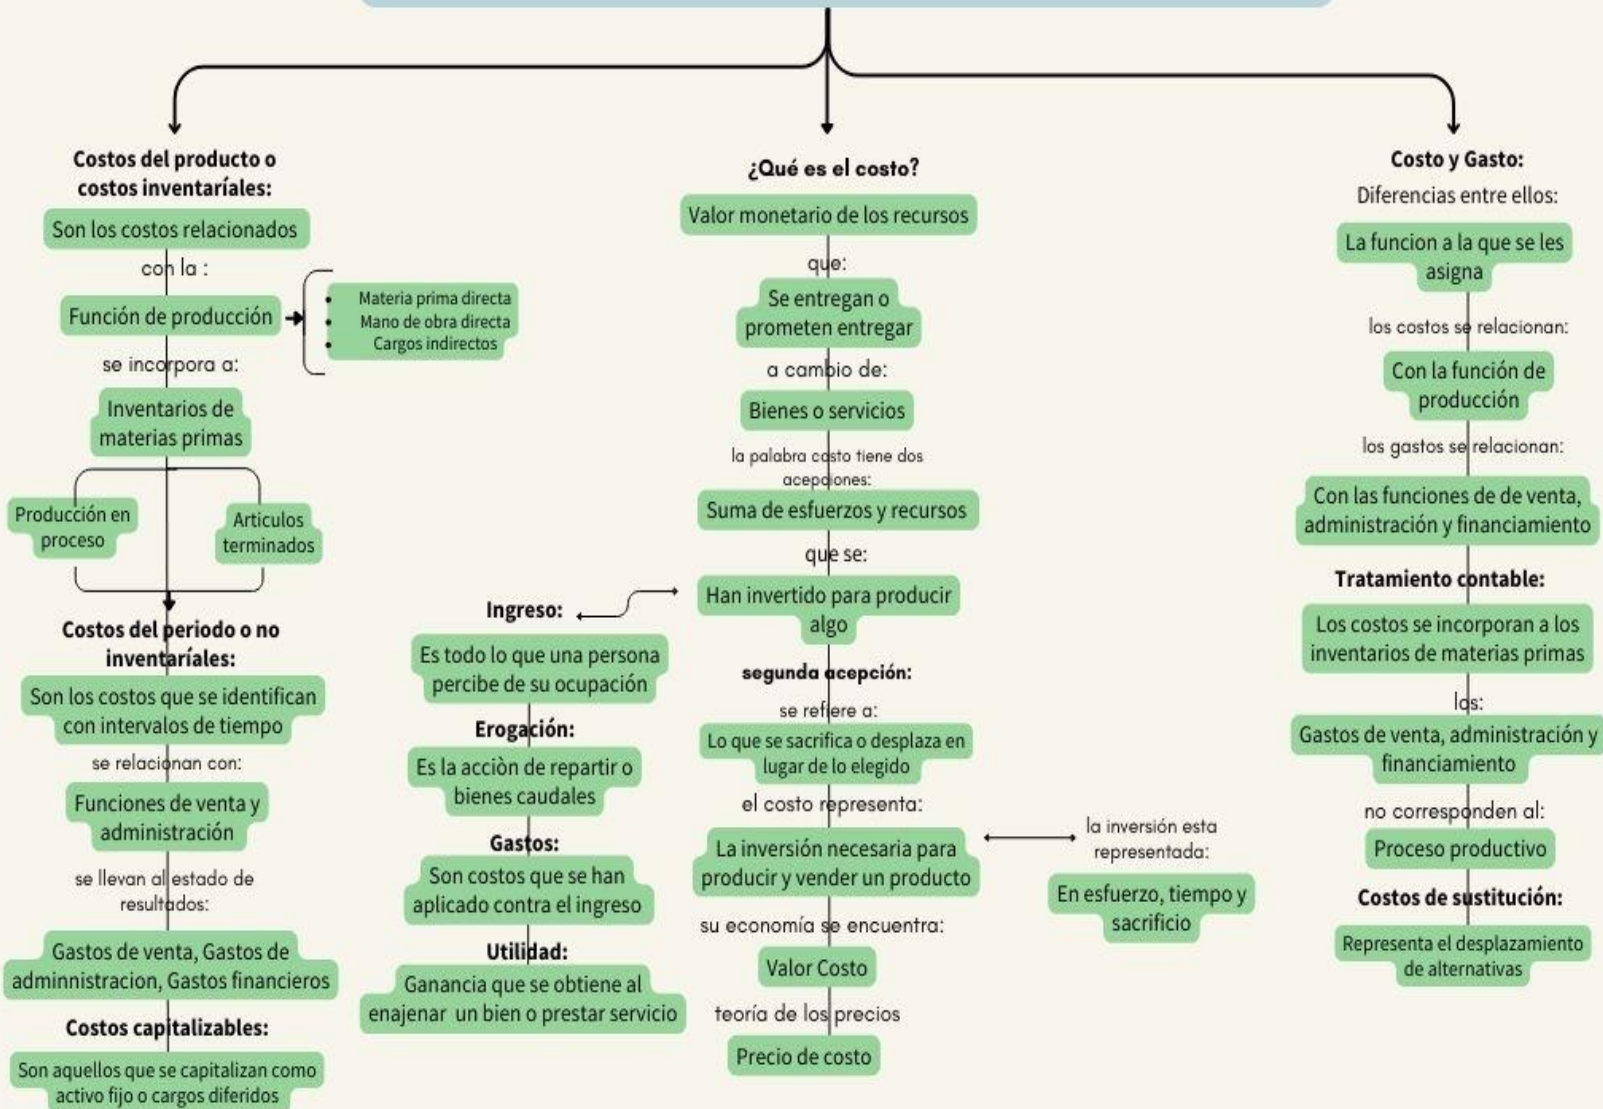 Costos del producto o
costos inventaríales:
Son los costos relacionados
con la :
Función de producción
• Materia prima directa
• Mano de obra directa
• Cargos indirectos
se incorpora a:
Inventarios de
materias primas
Producción en
proceso
Articulos
terminados
Costos del periodo o no
inventaríales:
Son los costos que se identifican
con intervalos de tiempo
se relacionan con:
Funciones de venta y
administración
se llevan al estado de
resultados:
Gastos de venta, Gastos de
adminnistracion, Gastos financieros
Costos capitalizables:
Son aquellos que se capitalizan como
activo fijo o cargos diferidos
Ingreso:
Es todo lo que una persona
percibe de su ocupación
Erogación:
Es la acciòn de repartir o
bienes caudales
Gastos:
Son costos que se han
aplicado contra el ingreso
Utilidad:
Ganancia que se obtiene al
enajenar un bien o prestar servicio
¿Qué es el costo?
Valor monetario de los recursos
que:
Se entregan o
prometen entregar
a cambio de:
Bienes o servicios
la palabra costo tiene dos
acepciones:
Suma de esfuerzos y recursos
que se:
Han invertido para producir
algo
segunda acepción:
se refiere a:
Lo que se sacrifica o desplaza en
lugar de lo elegido
el costo representa:
La inversión necesaria para
producir y vender un producto
su economía se encuentra:
Valor Costo
teoría de los precios
Precio de costo
la inversión esta
representada:
En esfuerzo, tiempo y
sacrificio
Costo y Gasto:
Diferencias entre ellos:
La funcion a la que se les
asigna
los costos se relacionan:
Con la función de
producción
los gastos se relacionan:
Con las funciones de de venta,
administración y financiamiento
Tratamiento contable:
Los costos se incorporan a los
inventarios de materias primas
los:
Gastos de venta, administración y
financiamiento
no corresponden al:
Proceso productivo
Costos de sustitución:
Representa el desplazamiento
de alternativas